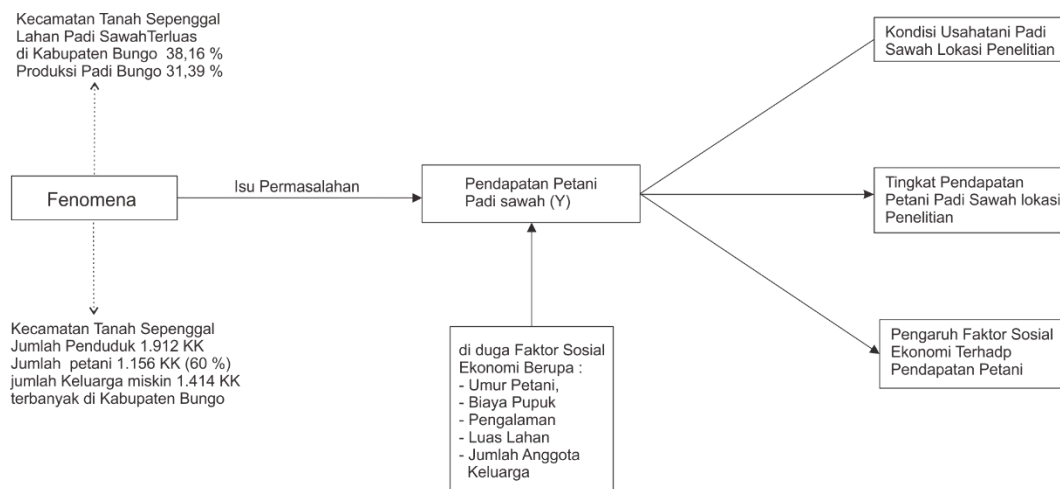 Kecamatan Tanah Sepenggal
Lahan Padi SawahTerluas
di Kabupaten Bungo  38,16 %
Produksi Padi Bungo 31,39 %
Fenomena
Kecamatan Tanah Sepenggal
Jumlah Penduduk 1.912 KK
Jumlah  petani 1.156 KK (60 %)
jumlah Keluarga miskin 1.414 KK
terbanyak di Kabupaten Bungo
Isu Permasalahan
Pendapatan Petani
Padi sawah (Y)
di duga Faktor Sosial
Ekonomi Berupa :
- Umur Petani,
- Biaya Pupuk
- Pengalaman
- Luas Lahan
- Jumlah Anggota
Keluarga
Kondisi Usahatani Padi
Sawah Lokasi Penelitian
Tingkat Pendapatan
Petani Padi Sawah lokasi
Penelitian
Pengaruh Faktor Sosial
Ekonomi Terhadp
Pendapatan Petani